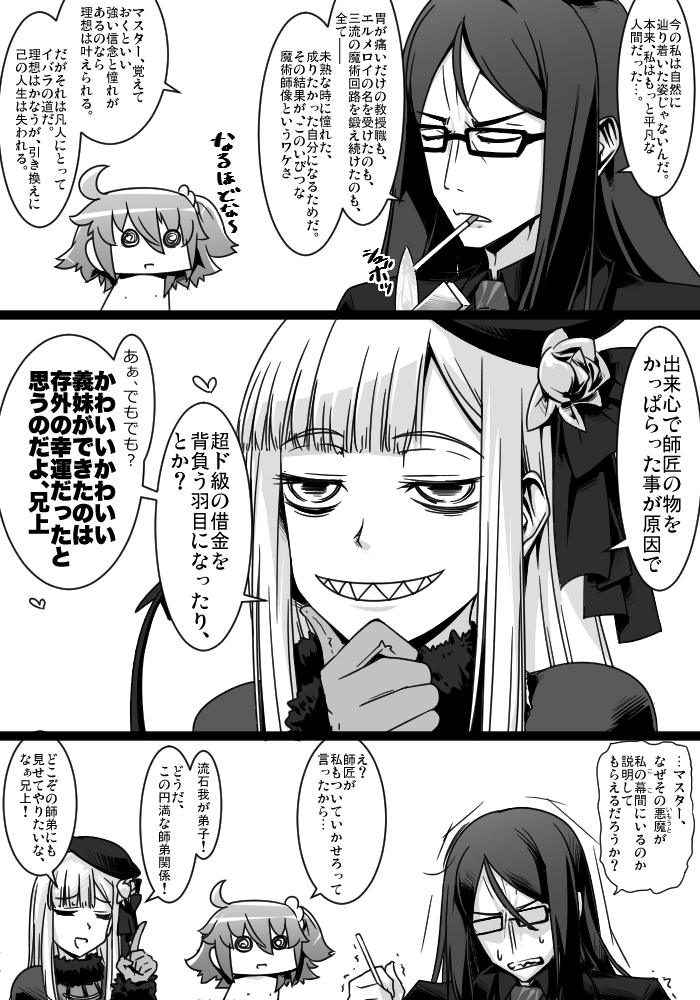 今の私は自然に
辿り着いた姿じゃないんだ。
本来、私はもっと平凡な
人間だった…。
胃が痛いだけの教授職も、
エルメロイの名を受けたのも、
三流の魔術回路を鍛え続けたのも、
全て──
未熟な時に憧れた、
成りたかった自分になるためだ。
その結果が、このいびつな
魔術師像というワケさ
シュボッ
マスター、覚えて
おくといい、
強い信念と憧れが
あるのなら
理想は叶えられる。
だがそれは凡人にとって
イバラの道だ。
理想はかなうが、引き換えに
己の人生は失われる。
なるほどな～
出来心で師匠の物を
かっぱらった事が原因で
超ド級の借金を
背負う羽目になったり、
とか？
あぁ、でもでも？
かわいいかわいい
義妹ができたのは
存外の幸運だったと
思うのだよ、兄上
…マスター、
なぜその悪魔が
いもうと
私の幕間にいるのか
ここ
説明して
もらえるだろうか？
え？
師匠が
私もついていかせろって
言ったから…
流石我が弟子！
どうだ、
この円満な師弟関係！
どこぞの師弟にも
見せてやりたいな、
なぁ兄上！